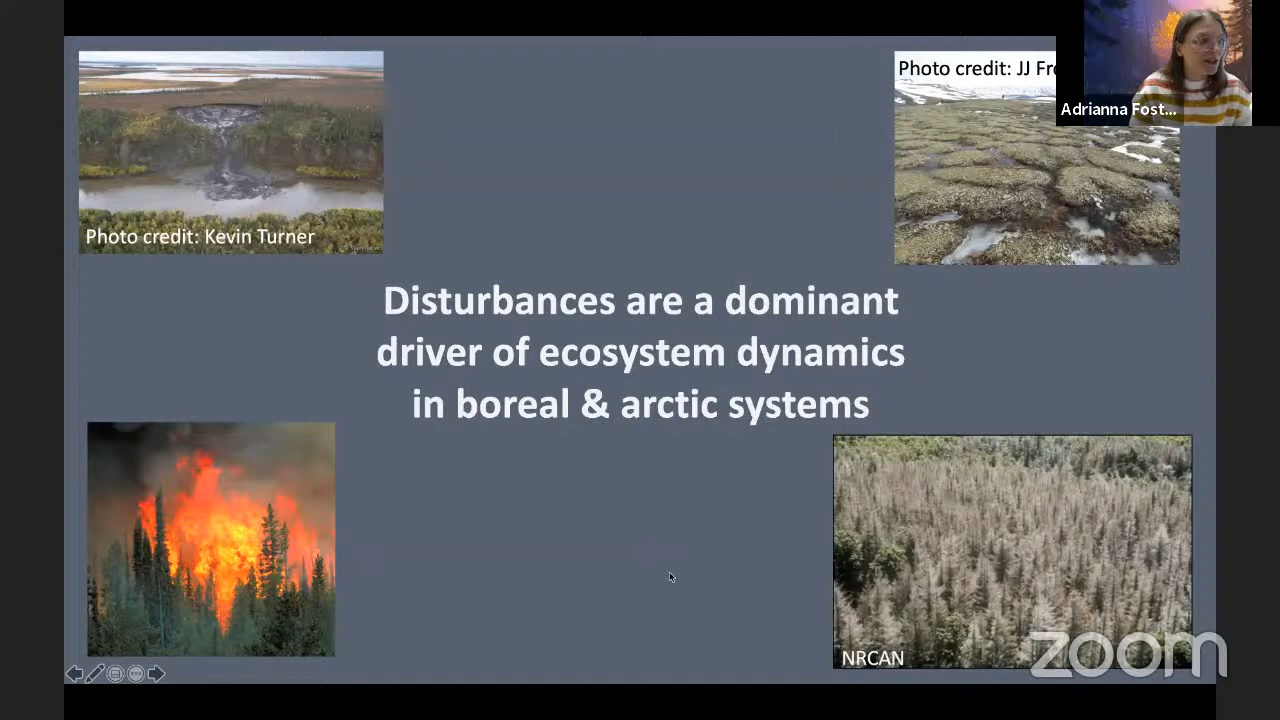 Photo credit: JJ Fro
Adrianna Fost...
Photo credit: Kevin Turner
Disturbances are a dominant
driver of ecosystem dynamics
in boreal & arctic systems
NRCAN
zoom